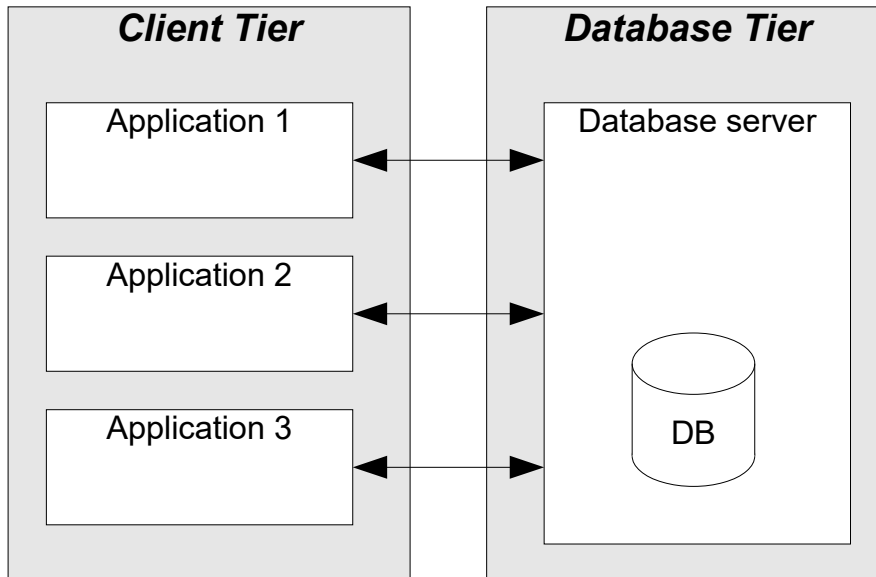 Client Tier
Application 1
Application 2
Application 3
Database Tier
Database server
DB